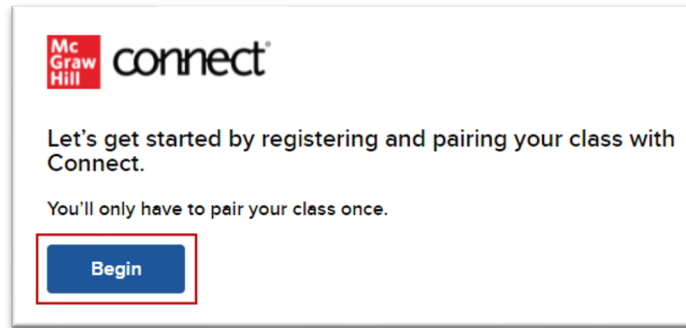 Mc
Graw
Hill
connect®
Let's get started by registering and pairing your class with
Connect.
You'll only have to pair your class once.
Begin